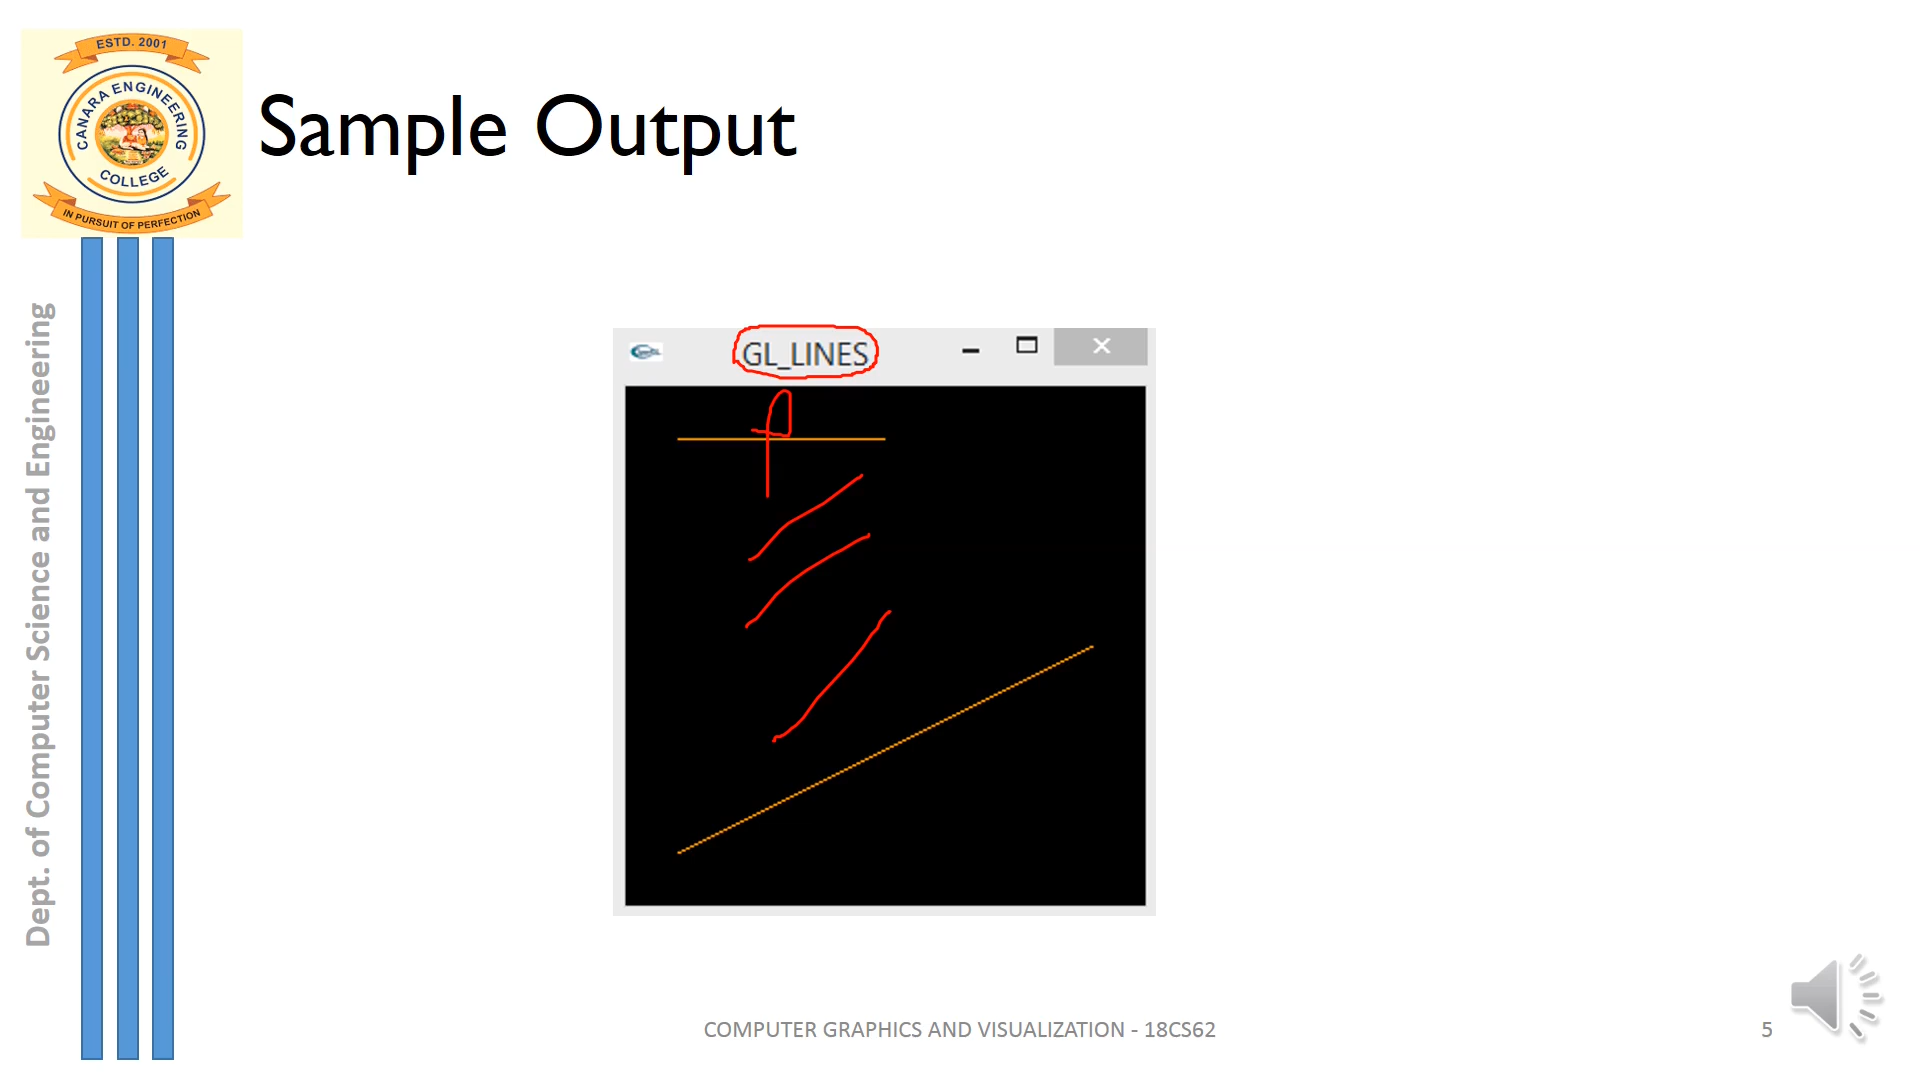 ESTD. 2001
CANARA ENGINEERING
COLLEGE
IN PURSUIT OF PERFECTION
Sample Output
Dept. of Computer Science and Engineering
GL_LINES
COMPUTER GRAPHICS AND VISUALIZATION - 18CS62
5